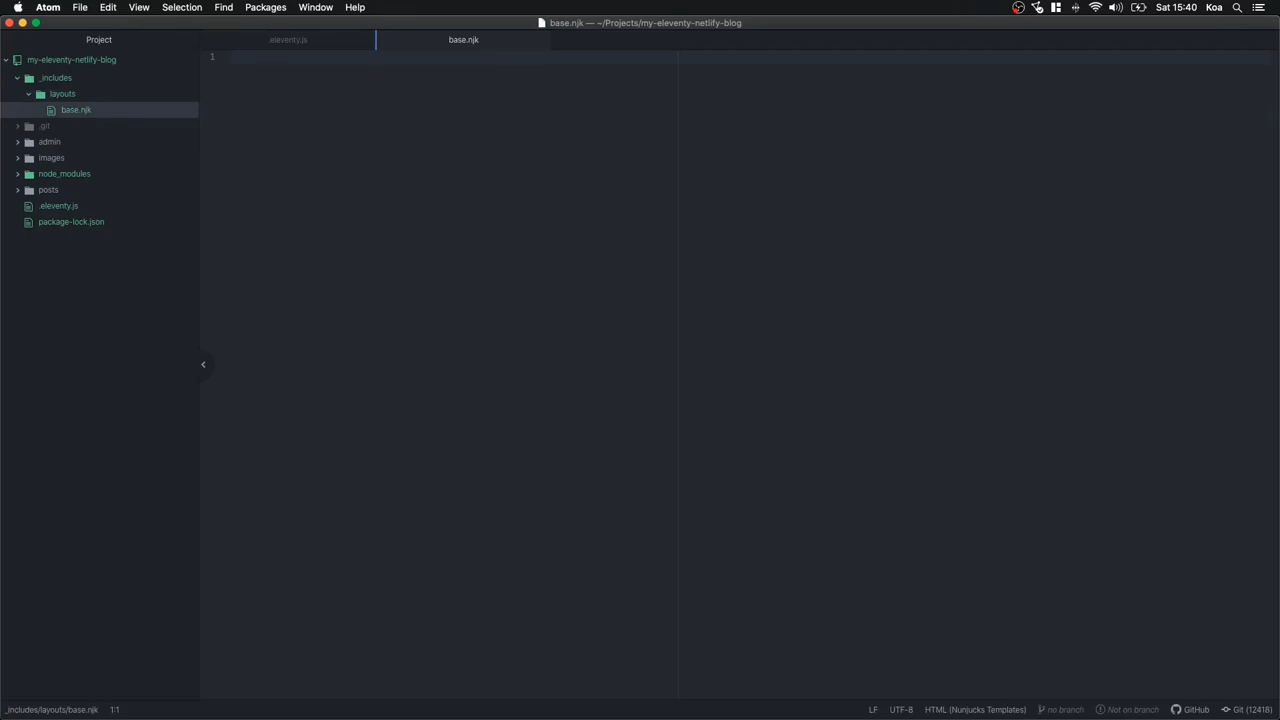 Atom File Edit View Selection Find Packages Window Help Sat 15:40 Koa
base.njk — ~/Projects/my-eleventy-netlify-blog
Project .eleventy.js base.njk
my-eleventy-netlify-blog
_includes
layouts
base.njk
.git
admin
images
node_modules
posts
.eleventy.js
package-lock.json
1
_includes/layouts/base.njk 1:1 LF UTF-8 HTML (Nunjucks Templates) no branch Not on branch GitHub Git (12418)